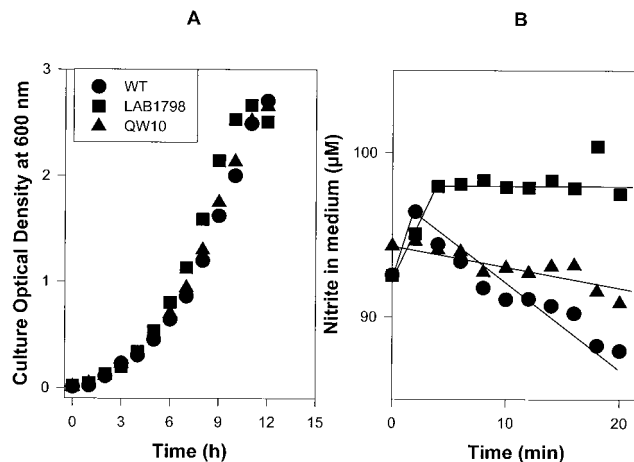 A
Culture Optical Density at 600 nm
3
2
1
0
WT
LAB1798
QW10
0 3 6 9 12 15
Time (h)
B
Nitrite in medium (µM)
100
90
0 10 20
Time (min)